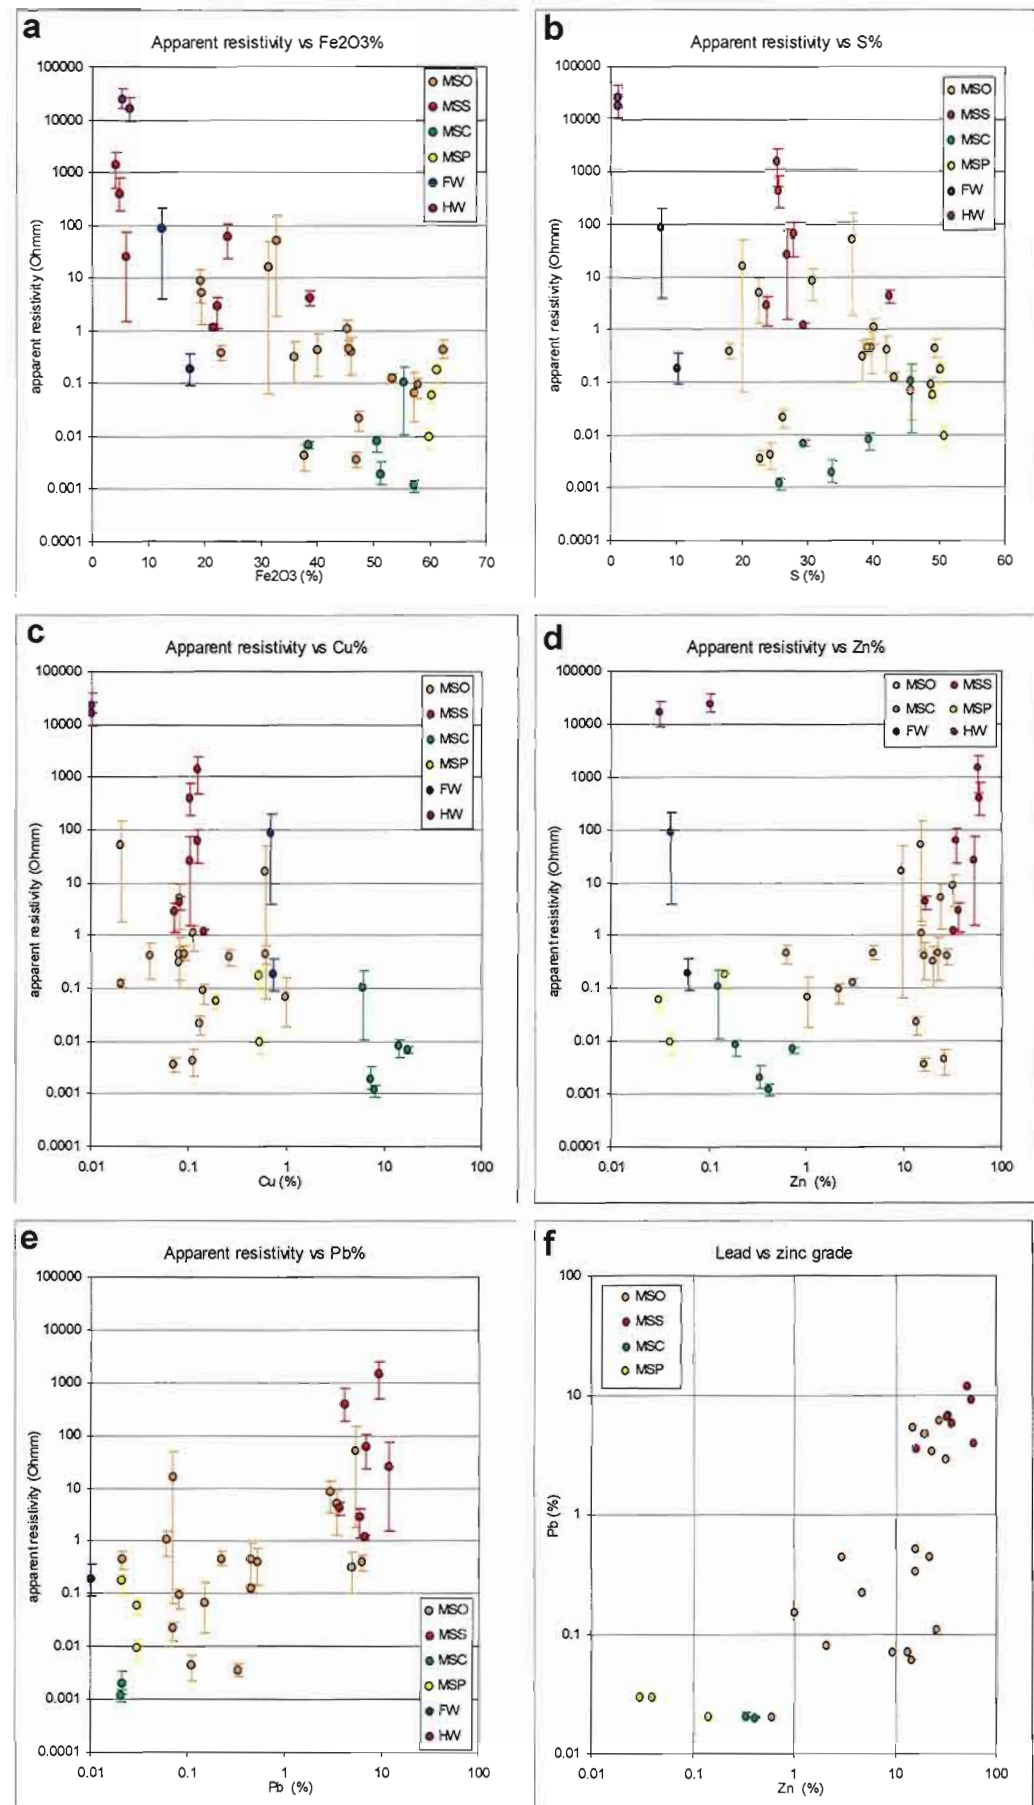 a
Apparent resistivity vs Fe2O3%
100000
10000
1000
100
10
1
0.1
0.01
0.001
0.0001
apparent resistivity (Ohmm)
0 10 20 30 40 50 60 70
Fe2O3 (%)
MSO
MSS
MSC
MSP
FW
HW
b
Apparent resistivity vs S%
100000
10000
1000
100
10
1
0.1
0.01
0.001
0.0001
apparent resistivity (Ohmm)
0 10 20 30 40 50 60
S (%)
MSO
MSS
MSC
MSP
FW
HW
c
Apparent resistivity vs Cu%
100000
10000
1000
100
10
1
0.1
0.01
0.001
0.0001
apparent resistivity (Ohmm)
0.01 0.1 1 10 100
Cu (%)
MSO
MSS
MSC
MSP
FW
HW
d
Apparent resistivity vs Zn%
100000
10000
1000
100
10
1
0.1
0.01
0.001
0.0001
apparent resistivity (Ohmm)
0.01 0.1 1 10 100
Zn (%)
MSO MSS
MSC MSP
FW HW
e
Apparent resistivity vs Pb%
100000
10000
1000
100
10
1
0.1
0.01
0.001
0.0001
apparent resistivity (Ohmm)
0.01 0.1 1 10 100
Pb (%)
MSO
MSS
MSC
MSP
FW
HW
f
Lead vs zinc grade
100
10
1
0.1
0.01
Pb (%)
0.01 0.1 1 10 100
Zn (%)
MSO
MSS
MSC
MSP